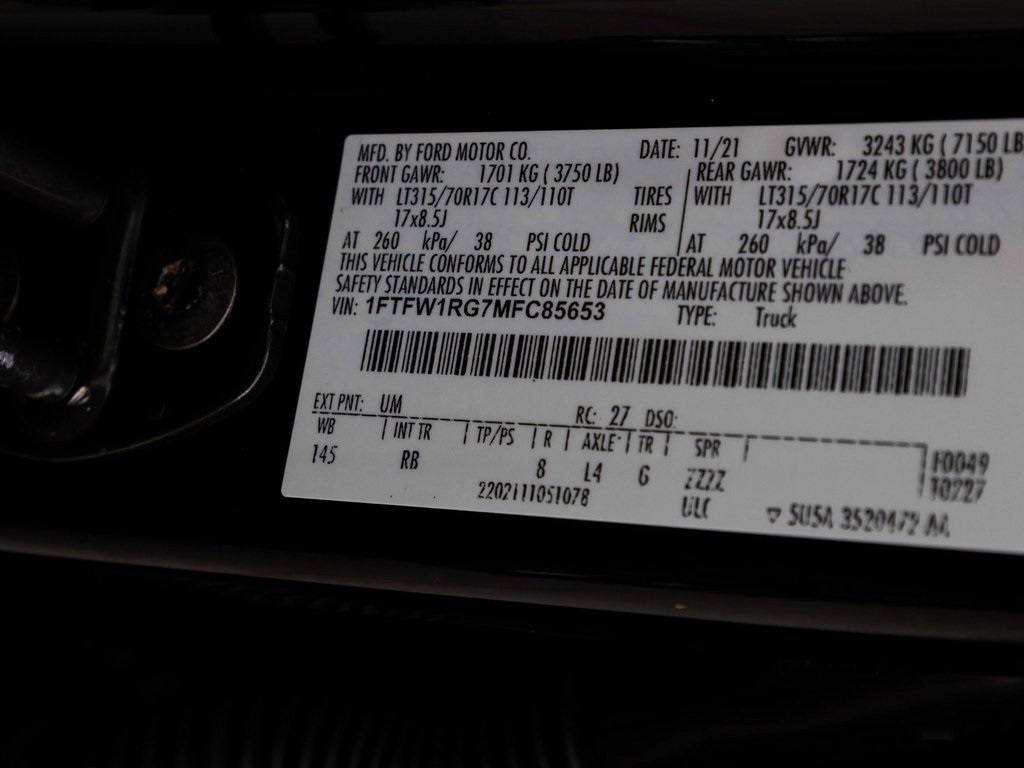 MFD. BY FORD MOTOR CO. DATE: 11/21 GVWR: 3243 KG ( 7150 LB
FRONT GAWR: 1701 KG ( 3750 LB) REAR GAWR: 1724 KG ( 3800 LB)
WITH LT315/70R17C 113/110T TIRES WITH LT315/70R17C 113/110T
17x8.5J RIMS 17x8.5J
AT 260 kPa/ 38 PSI COLD AT 260 kPa/ 38 PSI COLD
THIS VEHICLE CONFORMS TO ALL APPLICABLE FEDERAL MOTOR VEHICLE
SAFETY STANDARDS IN EFFECT ON THE DATE OF MANUFACTURE SHOWN ABOVE.
VIN: 1FTFW1RG7MFC85653 TYPE: Truck
EXT PNT: UM RC: 27 DSO:
WB INT TR TP/PS R AXLE TR SPR
145 RB 8 L4 G ZZZZ F0049
2202111051078 ULC 10227
5U5A 3520472 AA